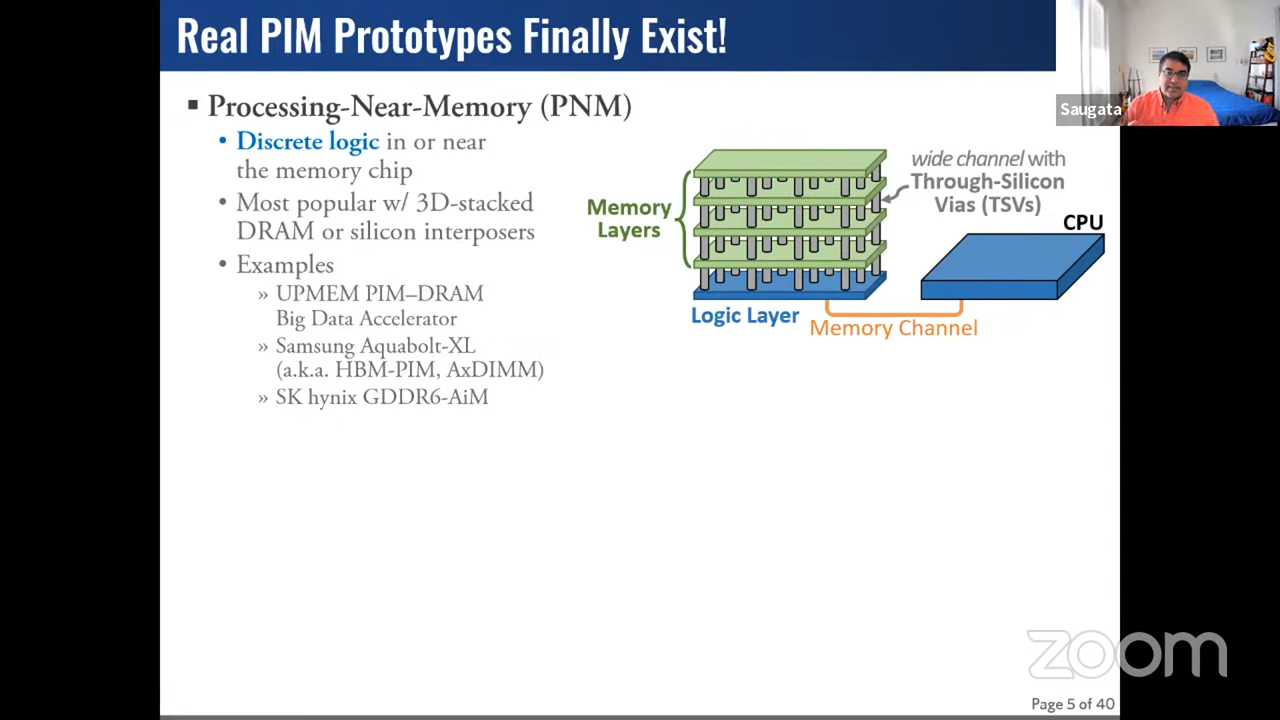 Real PIM Prototypes Finally Exist!
Saugata
▪ Processing-Near-Memory (PNM)
• Discrete logic in or near
the memory chip
• Most popular w/ 3D-stacked
DRAM or silicon interposers
• Examples
» UPMEM PIM–DRAM
Big Data Accelerator
» Samsung Aquabolt-XL
(a.k.a. HBM-PIM, AxDIMM)
» SK hynix GDDR6-AiM
Memory
Layers
wide channel with
Through-Silicon
Vias (TSVs)
CPU
Logic Layer
Memory Channel
zoom
Page 5 of 40